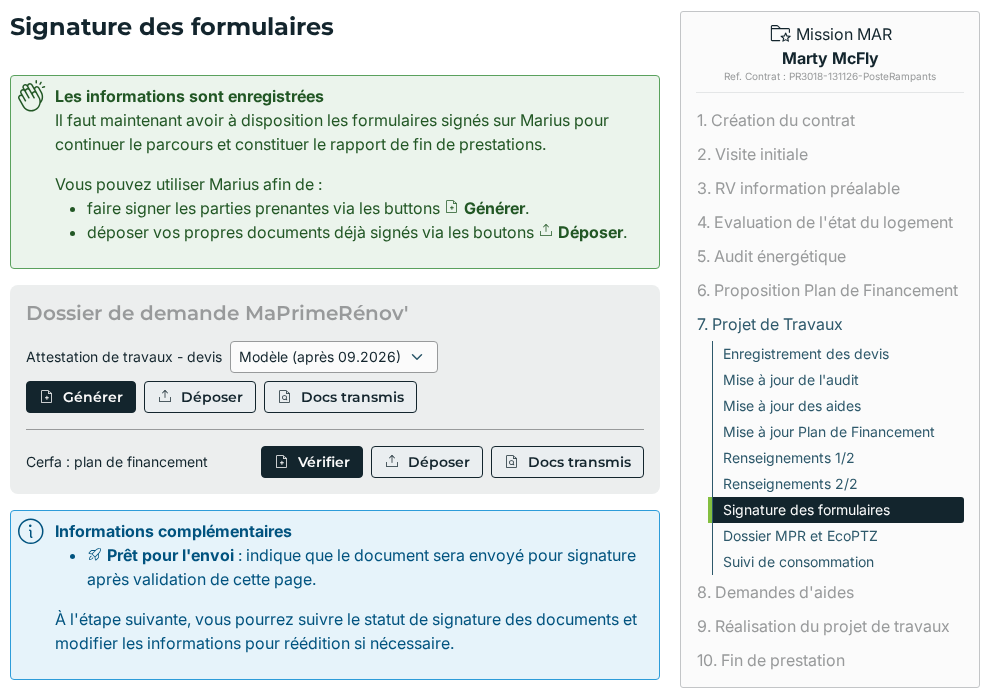 Signature des formulaires
Les informations sont enregistrées
Il faut maintenant avoir à disposition les formulaires signés sur Marius pour
continuer le parcours et constituer le rapport de fin de prestations.
Vous pouvez utiliser Marius afin de :
• faire signer les parties prenantes via les buttons Générer.
• déposer vos propres documents déjà signés via les boutons Déposer.
Dossier de demande MaPrimeRénov'
Attestation de travaux - devis Modèle (après 09.2026)
Générer Déposer Docs transmis
Cerfa : plan de financement Vérifier Déposer Docs transmis
Informations complémentaires
• Prêt pour l'envoi : indique que le document sera envoyé pour signature
après validation de cette page.
À l'étape suivante, vous pourrez suivre le statut de signature des documents et
modifier les informations pour réédition si nécessaire.
Mission MAR
Marty McFly
Ref. Contrat : PR3018-131126-PosteRampants
1. Création du contrat
2. Visite initiale
3. RV information préalable
4. Evaluation de l'état du logement
5. Audit énergétique
6. Proposition Plan de Financement
7. Projet de Travaux
Enregistrement des devis
Mise à jour de l'audit
Mise à jour des aides
Mise à jour Plan de Financement
Renseignements 1/2
Renseignements 2/2
Signature des formulaires
Dossier MPR et EcoPTZ
Suivi de consommation
8. Demandes d'aides
9. Réalisation du projet de travaux
10. Fin de prestation